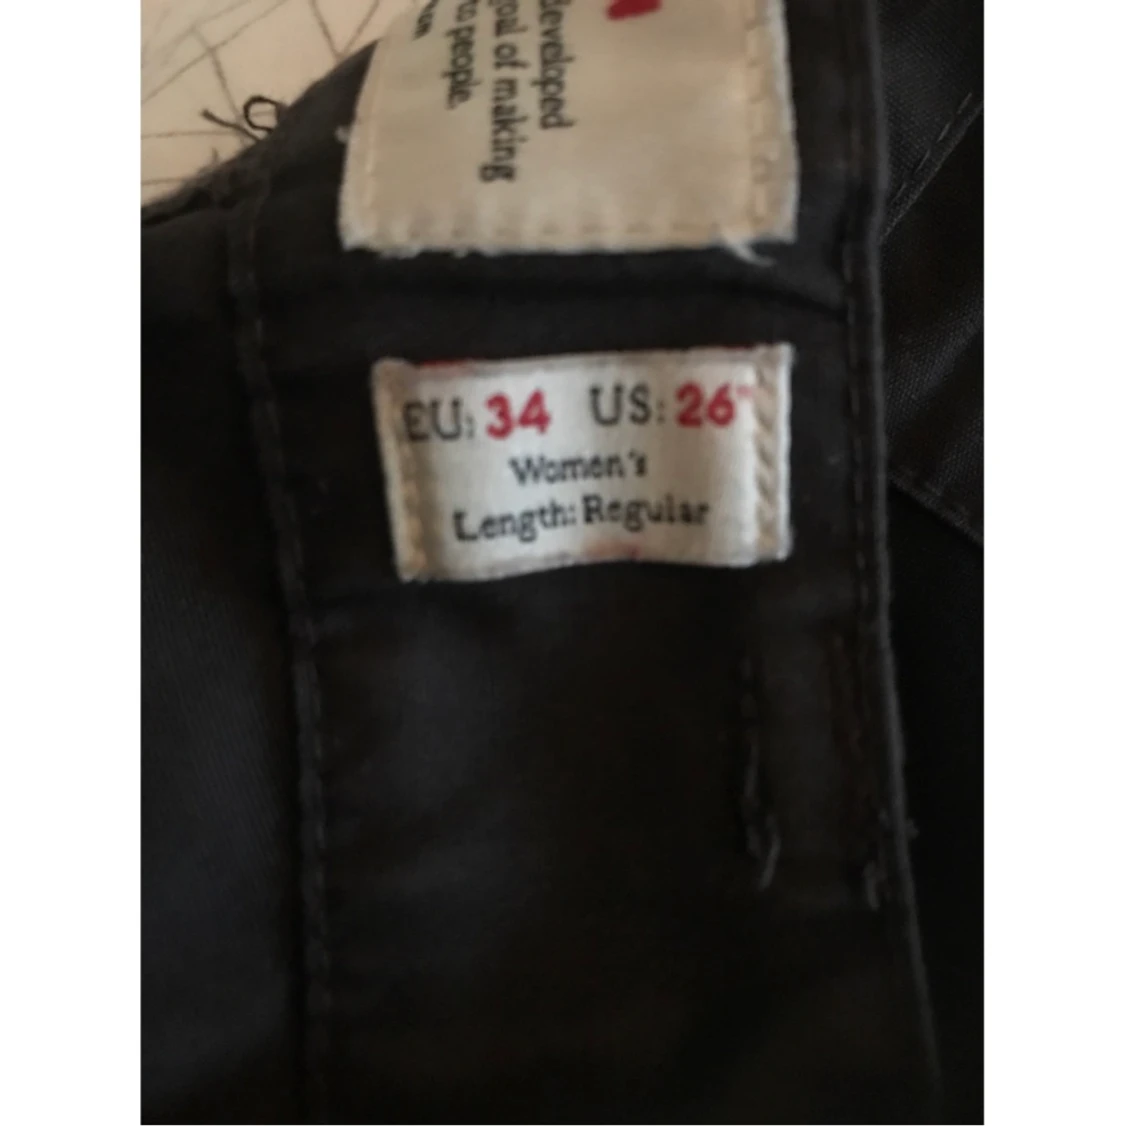 developed
goal of making
to people.
EU: 34 US: 26"
Women's
Length: Regular